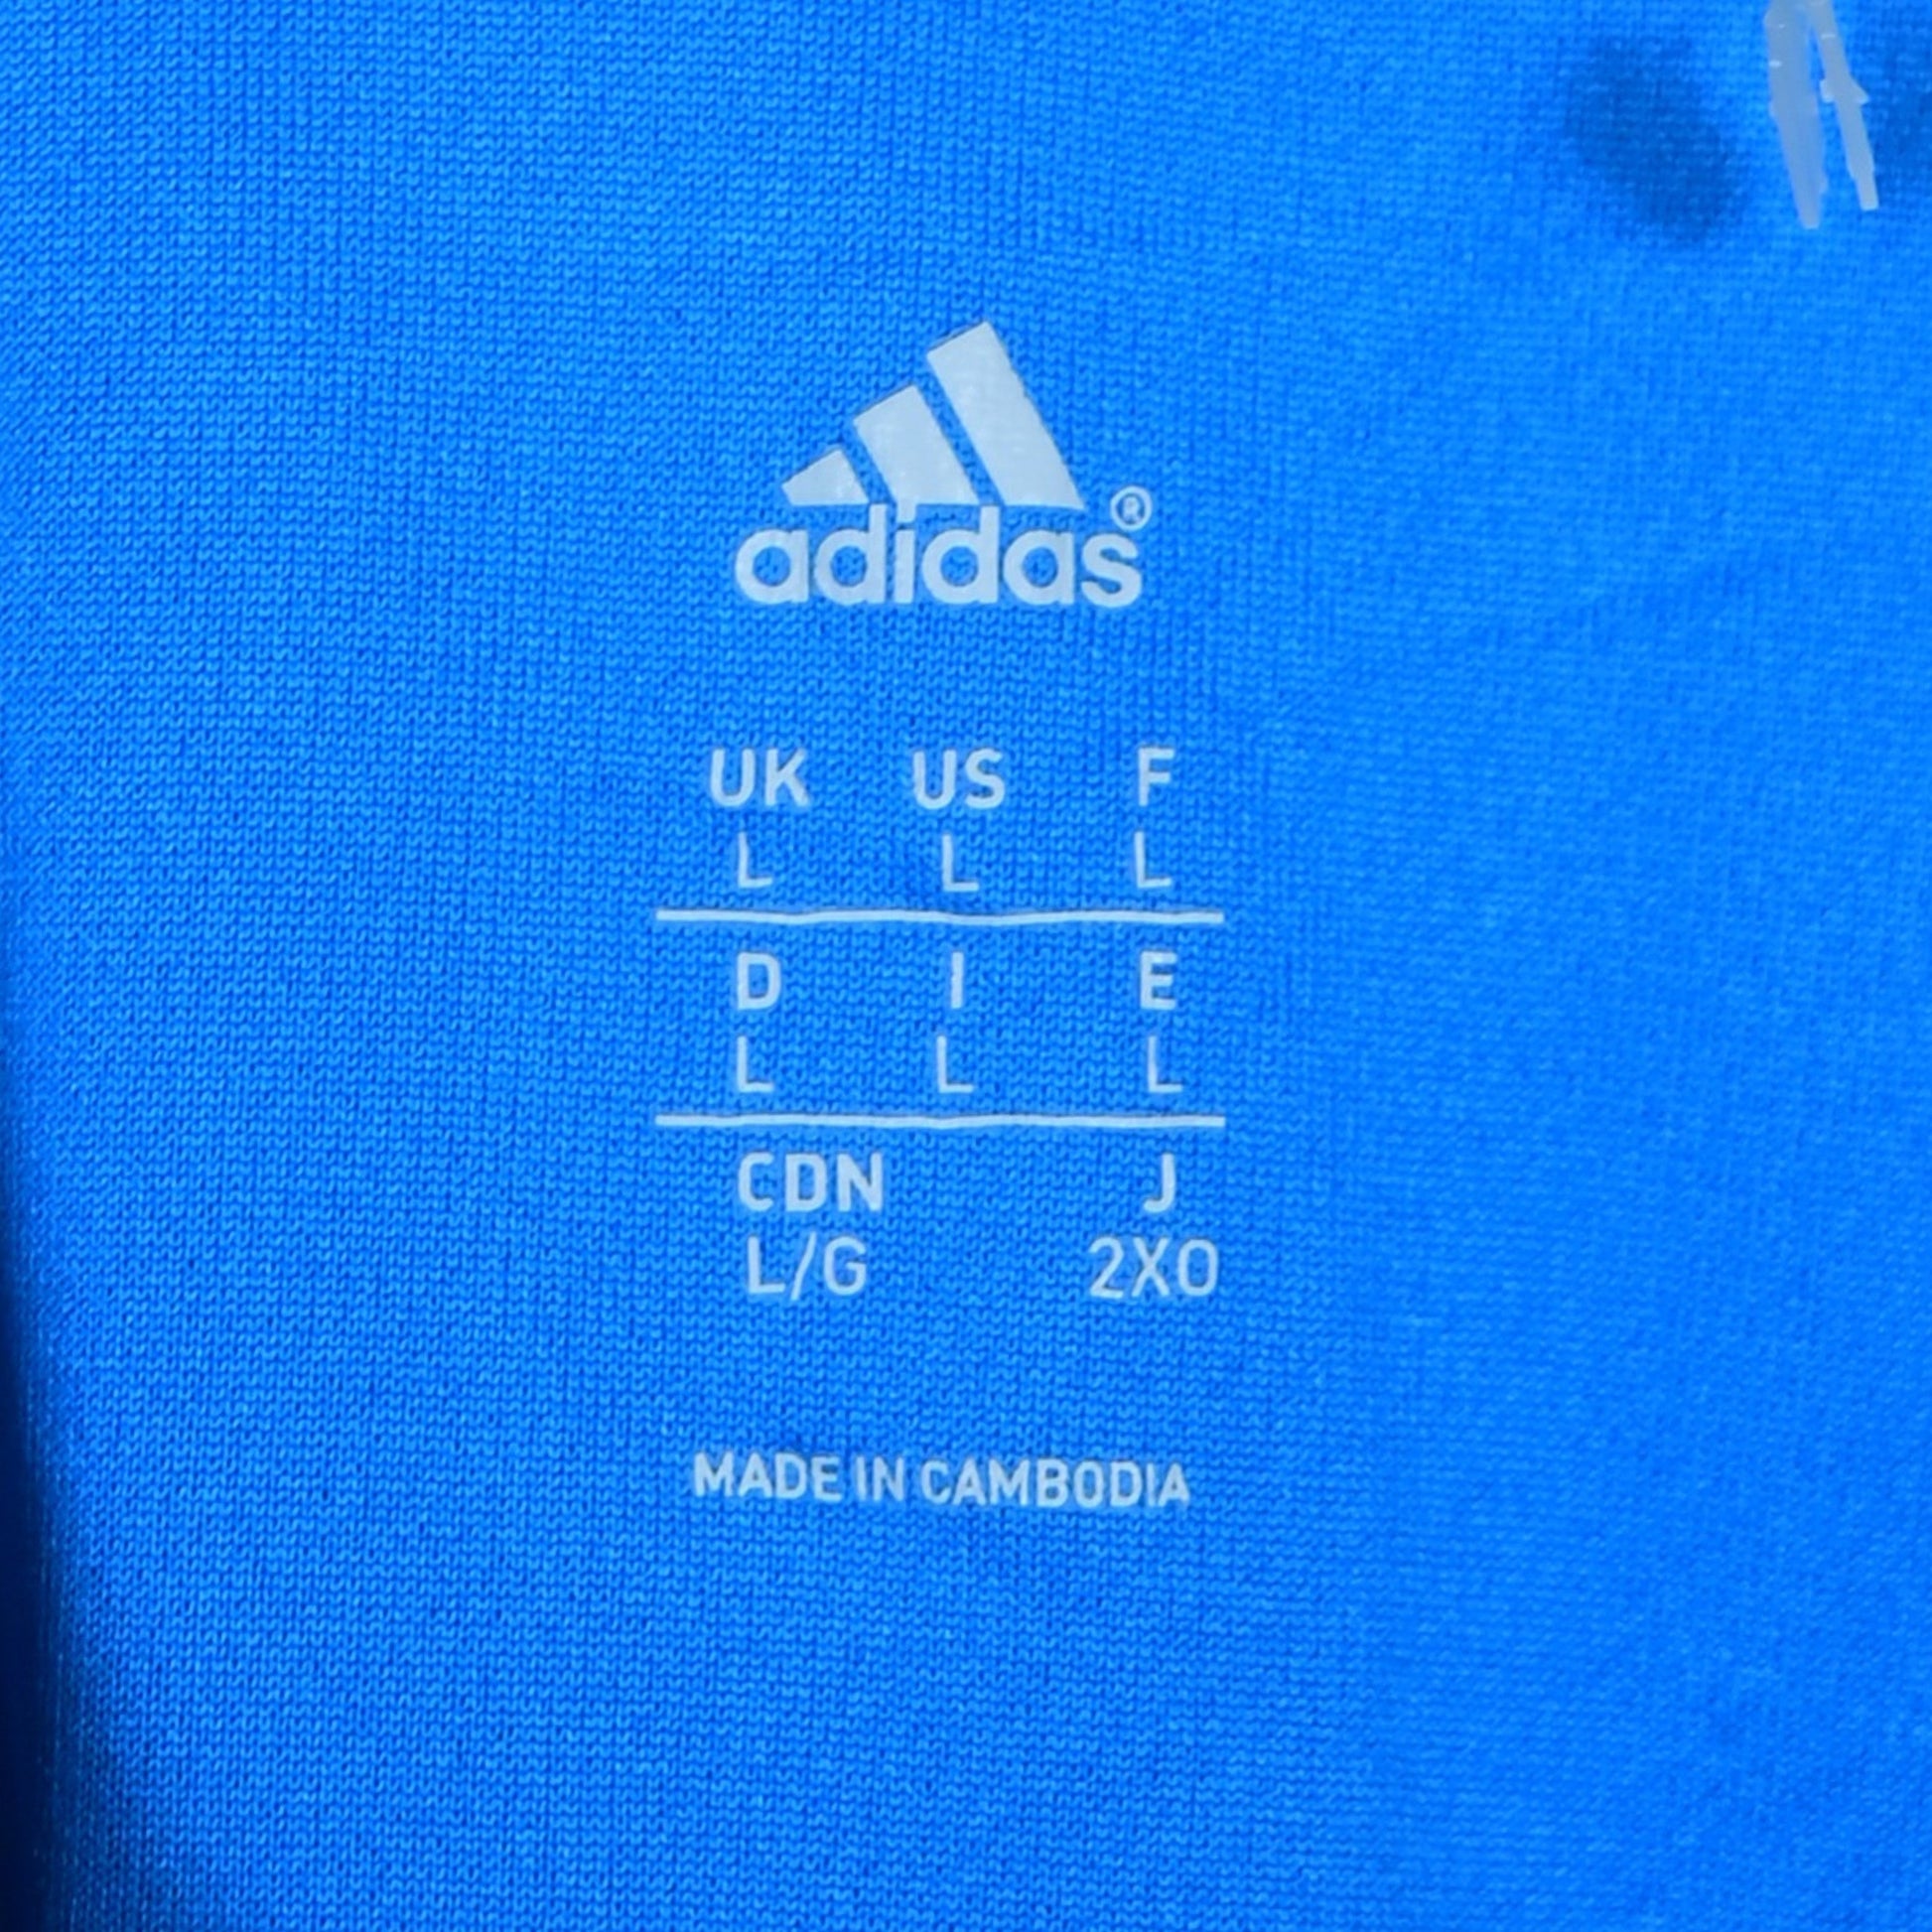 adidas®
UK US F
L L L
D I E
L L L
CDN J
L/G 2XO
MADE IN CAMBODIA